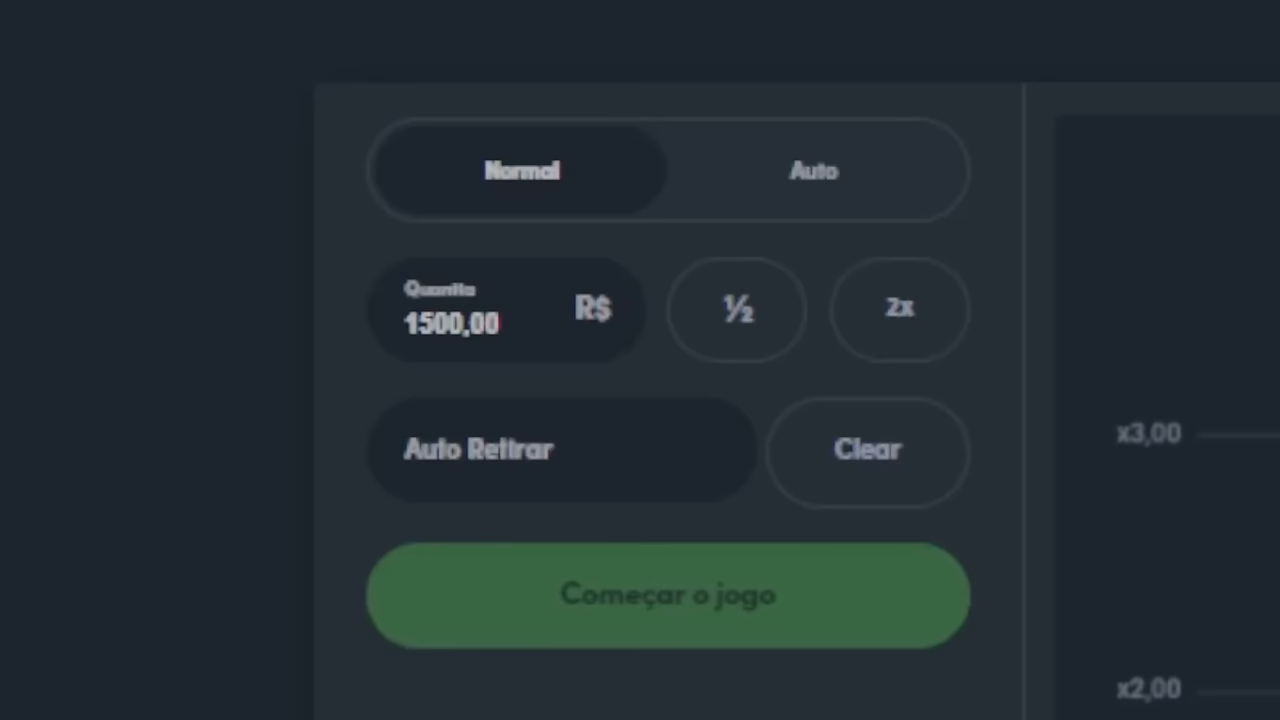 Normal
Auto
Quantia
1500,00
R$
½
2x
Auto Retirar
Clear
Começar o jogo
x3,00
x2,00